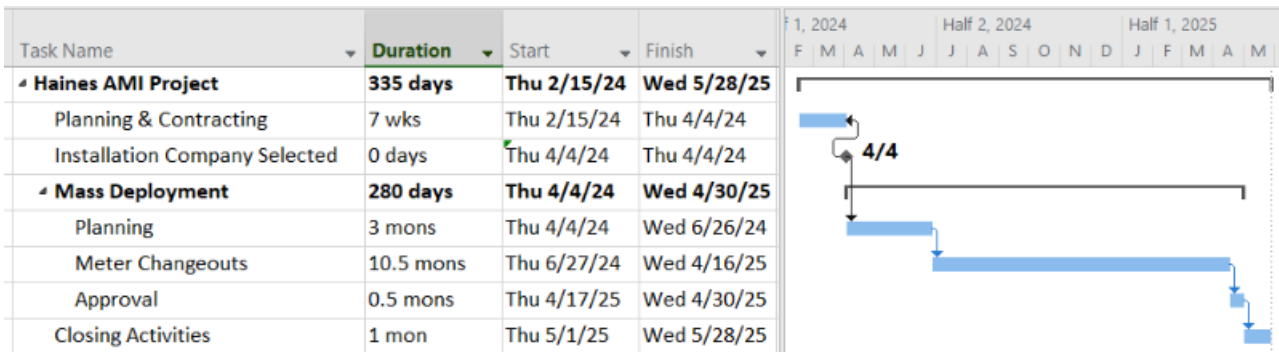 f 1, 2024 Half 2, 2024 Half 1, 2025
Task Name Duration Start Finish F M A M J J A S O N D J F M A M
Haines AMI Project 335 days Thu 2/15/24 Wed 5/28/25
Planning & Contracting 7 wks Thu 2/15/24 Thu 4/4/24
Installation Company Selected 0 days Thu 4/4/24 Thu 4/4/24 4/4
Mass Deployment 280 days Thu 4/4/24 Wed 4/30/25
Planning 3 mons Thu 4/4/24 Wed 6/26/24
Meter Changeouts 10.5 mons Thu 6/27/24 Wed 4/16/25
Approval 0.5 mons Thu 4/17/25 Wed 4/30/25
Closing Activities 1 mon Thu 5/1/25 Wed 5/28/25